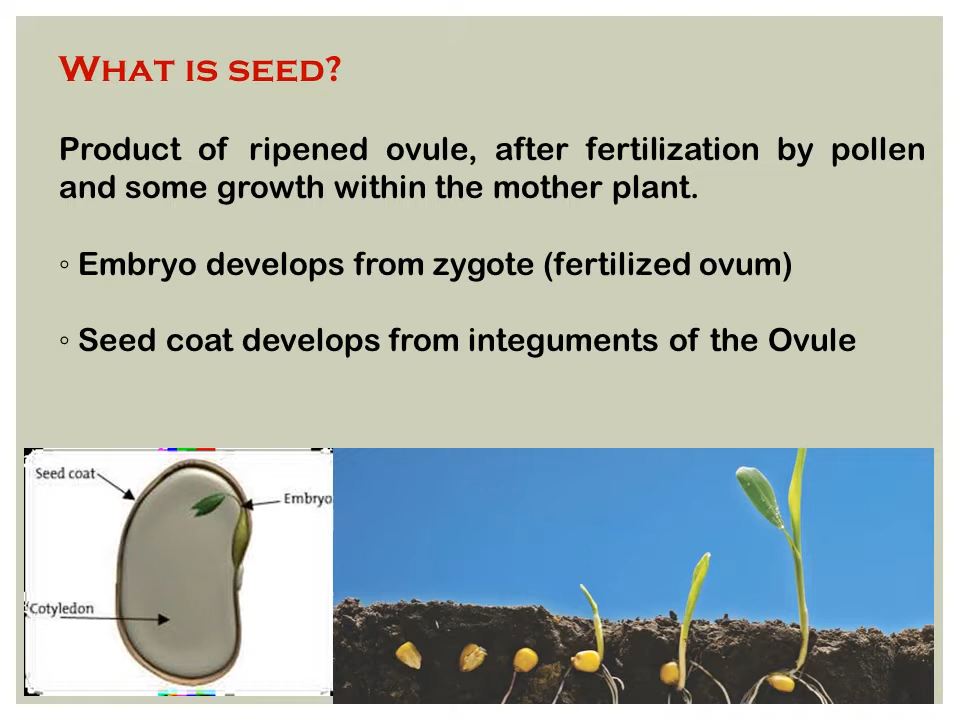 What is seed?
Product of ripened ovule, after fertilization by pollen
and some growth within the mother plant.
◦ Embryo develops from zygote (fertilized ovum)
◦ Seed coat develops from integuments of the Ovule
Seed coat
Embryo
Cotyledon